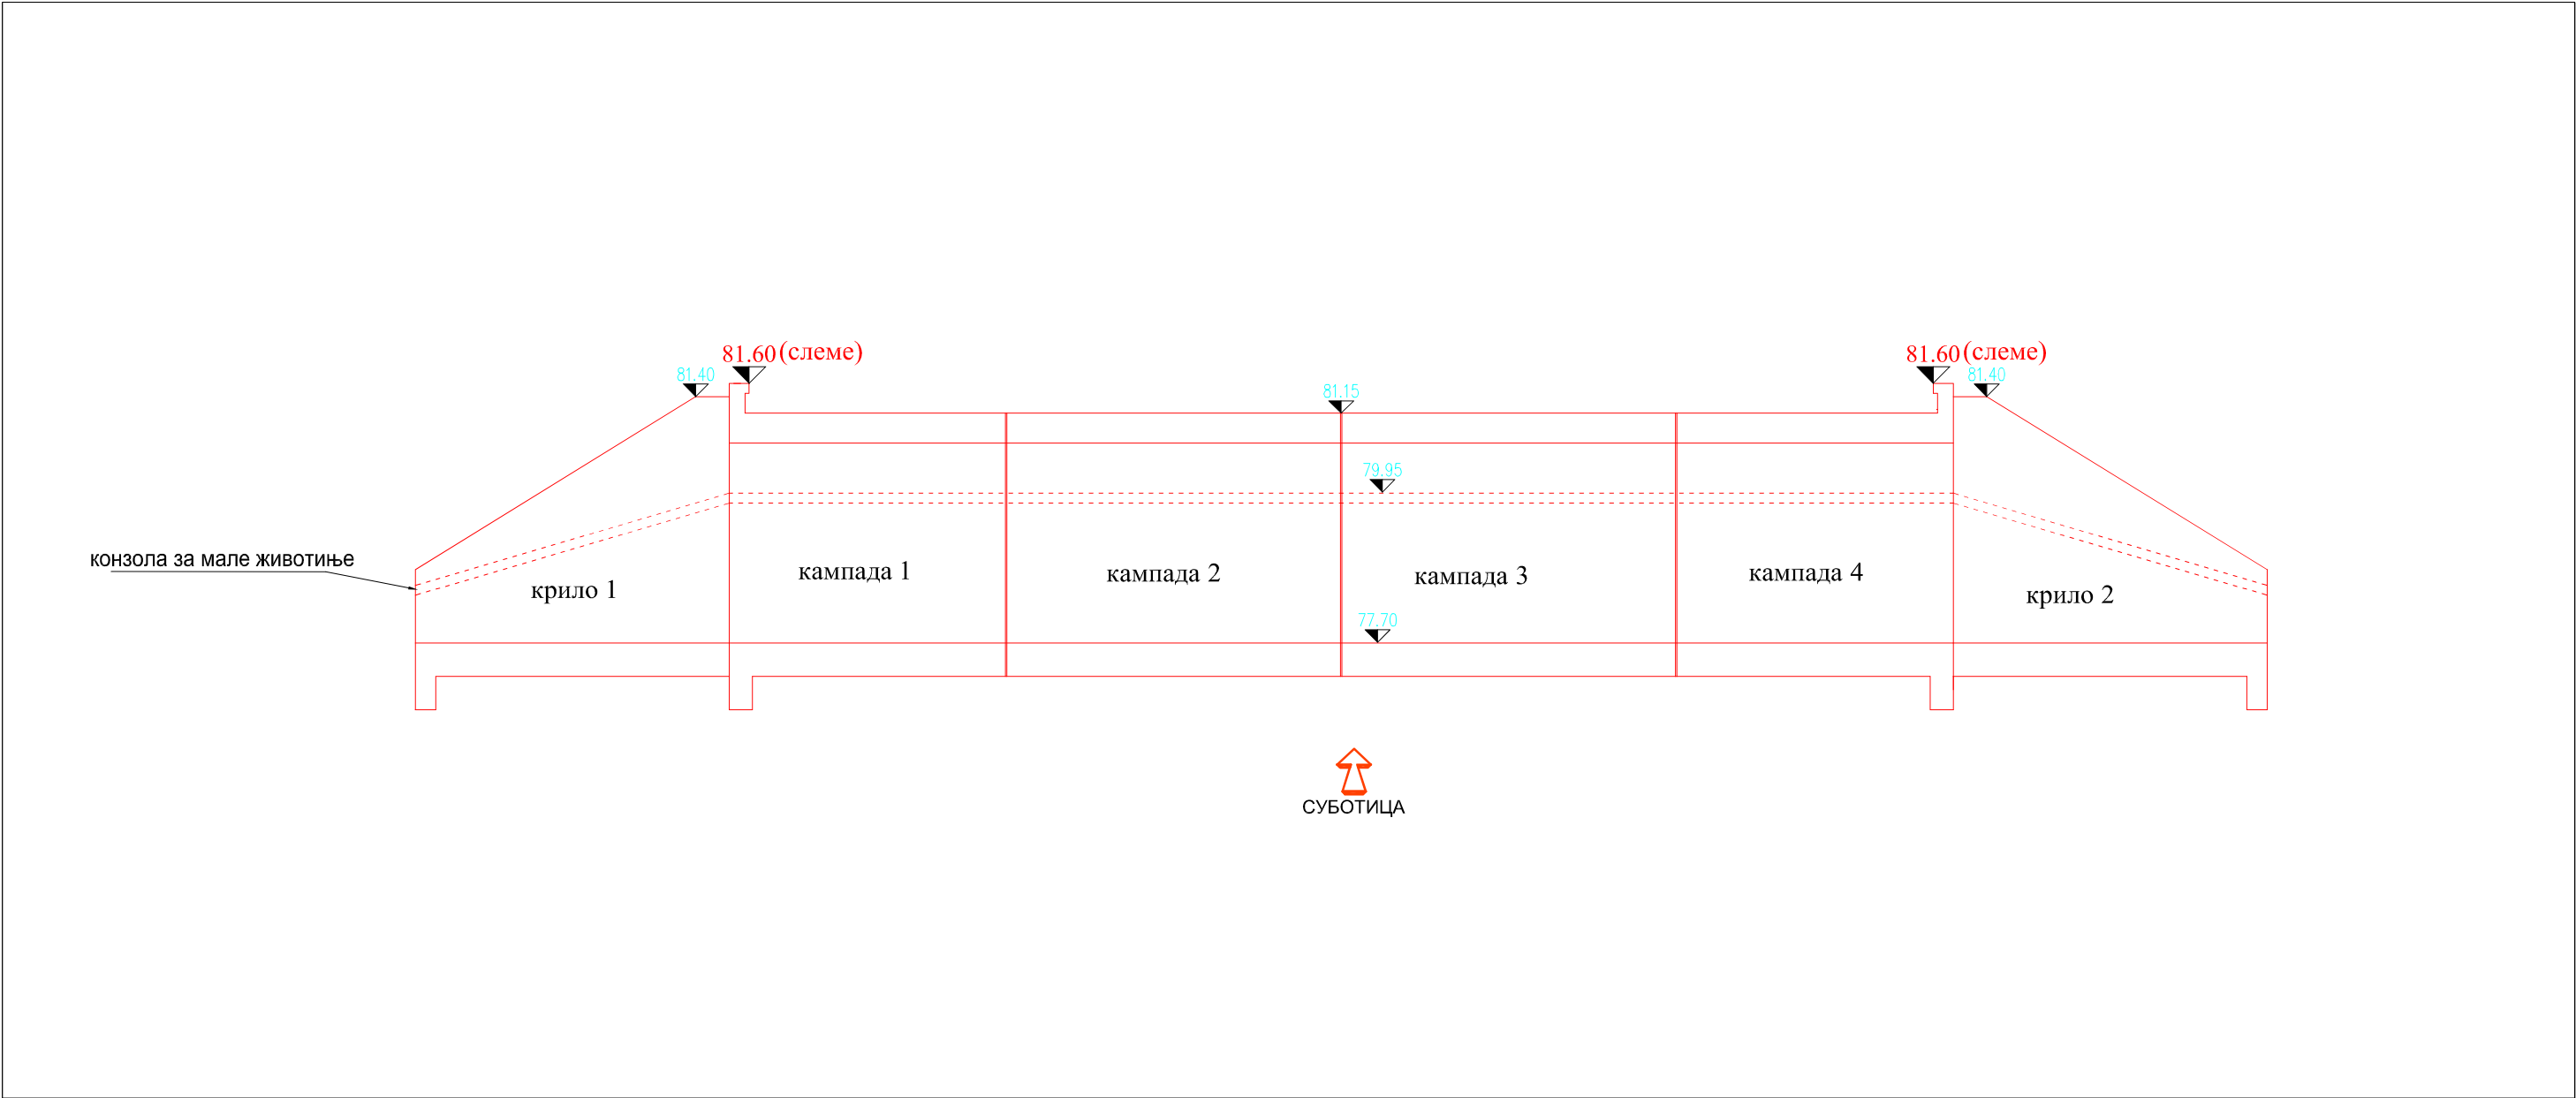 81.60 (слеме)
81.60 (слеме)
81.40
81.40
81.15
79.95
конзола за мале животиње
крило 1
кампада 1
кампада 2
кампада 3
кампада 4
крило 2
77.70
СУБОТИЦА